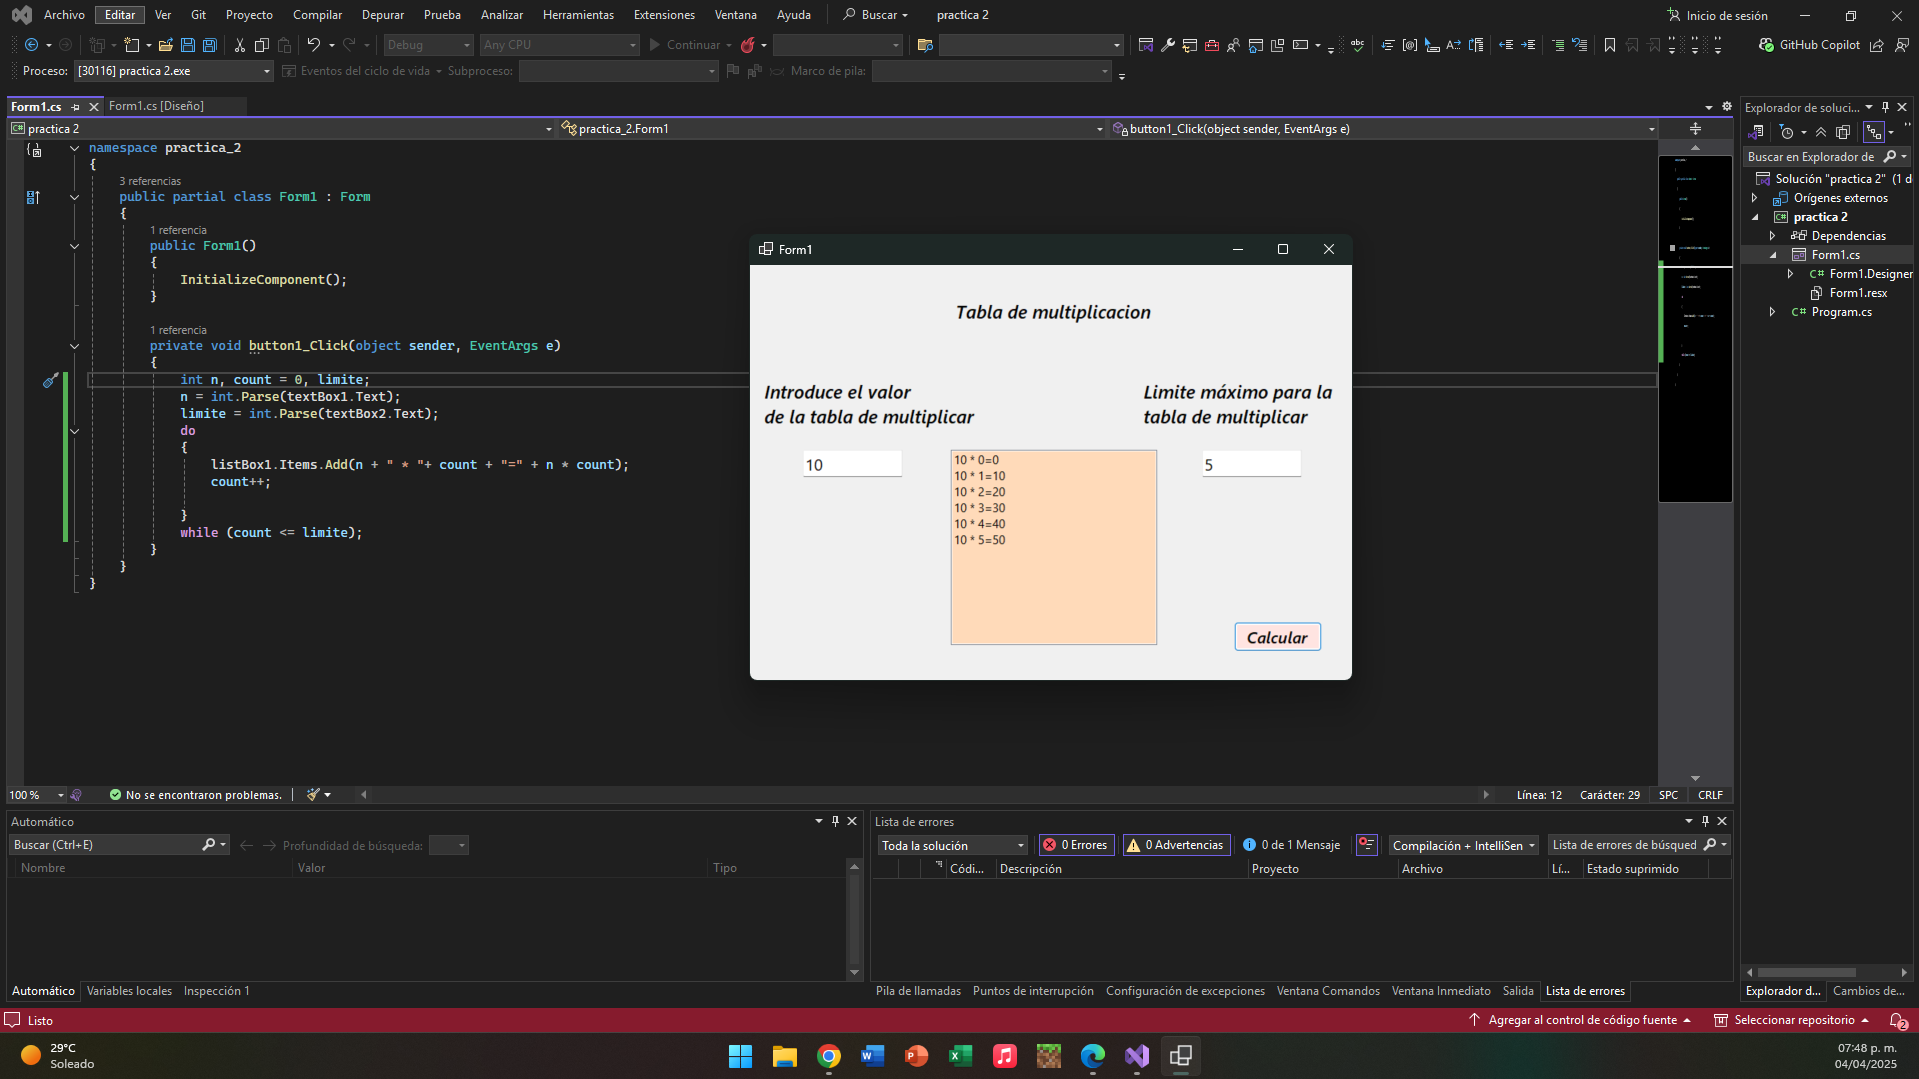 Archivo Editar Ver Git Proyecto Compilar Depurar Prueba Analizar Herramientas Extensiones Ventana Ayuda Buscar practica 2 Inicio de sesión
Debug Any CPU Continuar GitHub Copilot
Proceso: [30116] practica 2.exe Eventos del ciclo de vida Subproceso: Marco de pila:
Form1.cs Form1.cs [Diseño]
practica 2 practica_2.Form1 button1_Click(object sender, EventArgs e)
namespace practica_2
{
3 referencias
public partial class Form1 : Form
{
1 referencia
public Form1()
{
InitializeComponent();
}
1 referencia
private void button1_Click(object sender, EventArgs e)
{
int n, count = 0, limite;
n = int.Parse(textBox1.Text);
limite = int.Parse(textBox2.Text);
do
{
listBox1.Items.Add(n + " * "+ count + "=" + n * count);
count++;
}
while (count <= limite);
}
}
}
Form1
Tabla de multiplicacion
Introduce el valor
de la tabla de multiplicar
Limite máximo para la
tabla de multiplicar
10
10 * 0=0
10 * 1=10
10 * 2=20
10 * 3=30
10 * 4=40
10 * 5=50
5
Calcular
Explorador de soluci...
Buscar en Explorador de
Solución "practica 2" (1 d
Orígenes externos
practica 2
Dependencias
Form1.cs
Form1.Designer
Form1.resx
Program.cs
100 % No se encontraron problemas. Línea: 12 Carácter: 29 SPC CRLF
Automático
Buscar (Ctrl+E) Profundidad de búsqueda:
Nombre Valor Tipo
Automático Variables locales Inspección 1
Lista de errores
Toda la solución 0 Errores 0 Advertencias 0 de 1 Mensaje Compilación + IntelliSen Lista de errores de búsqued
Códi... Descripción Proyecto Archivo Lí... Estado suprimido
Pila de llamadas Puntos de interrupción Configuración de excepciones Ventana Comandos Ventana Inmediato Salida Lista de errores
Explorador d... Cambios de...
Listo Agregar al control de código fuente Seleccionar repositorio 2
29°C
Soleado
07:48 p. m.
04/04/2025